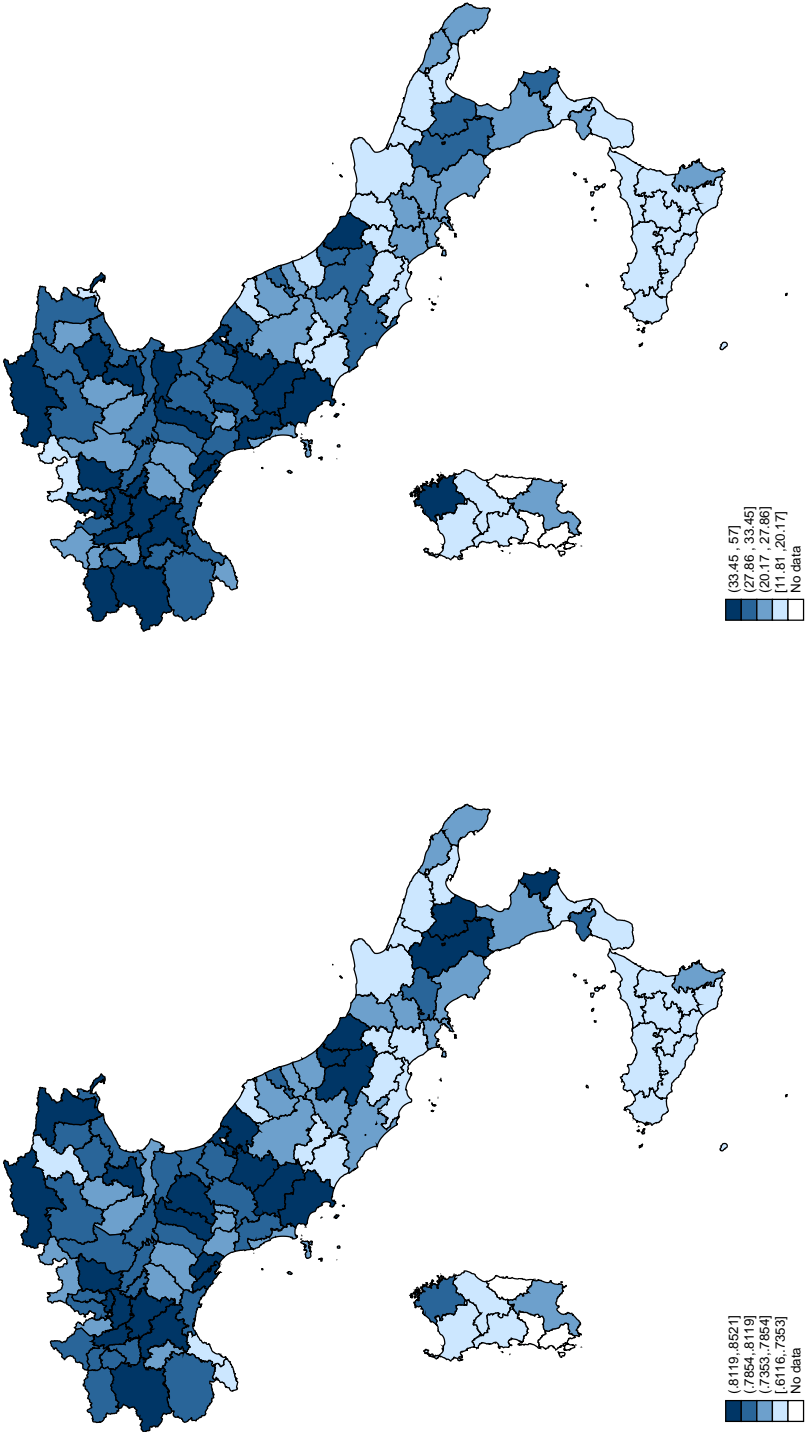 (.8119,.8521]
(.7854,.8119]
(.7353,.7854]
[.6116,.7353]
No data
(33.45 , 57]
(27.86 , 33.45]
(20.17 , 27.86]
[11.81 ,20.17]
No data